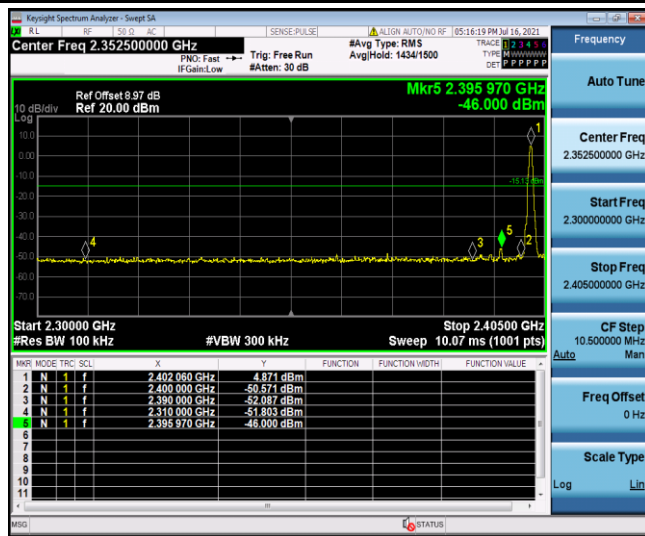 Keysight Spectrum Analyzer - Swept SA
RL RF 50 Ω AC SENSE:PULSE ALIGN AUTO/NO RF 05:16:19 PM Jul 16, 2021
Center Freq 2.352500000 GHz
PNO: Fast
IFGain:Low
Trig: Free Run
#Atten: 30 dB
#Avg Type: RMS
Avg|Hold: 1434/1500
TRACE 1 2 3 4 5 6
TYPE MWWWWW
DET P P P P P P
Ref Offset 8.97 dB
Ref 20.00 dBm
10 dB/div
Log
Mkr5 2.395 970 GHz
-46.000 dBm
10.0
0.00
-10.0
-20.0
-30.0
-40.0
-50.0
-60.0
-70.0
1
4
3
5
2
Start 2.30000 GHz Stop 2.40500 GHz
#Res BW 100 kHz #VBW 300 kHz Sweep 10.07 ms (1001 pts)
MKR MODE TRC SCL X Y FUNCTION FUNCTION WIDTH FUNCTION VALUE
1 N 1 f 2.402 060 GHz 4.871 dBm
2 N 1 f 2.400 000 GHz -50.571 dBm
3 N 1 f 2.390 000 GHz -52.087 dBm
4 N 1 f 2.310 000 GHz -51.803 dBm
5 N 1 f 2.395 970 GHz -46.000 dBm
6
7
8
9
10
11
MSG STATUS
Frequency
Auto Tune
Center Freq
2.352500000 GHz
Start Freq
2.300000000 GHz
Stop Freq
2.405000000 GHz
CF Step
10.500000 MHz
Auto Man
Freq Offset
0 Hz
Scale Type
Log Lin